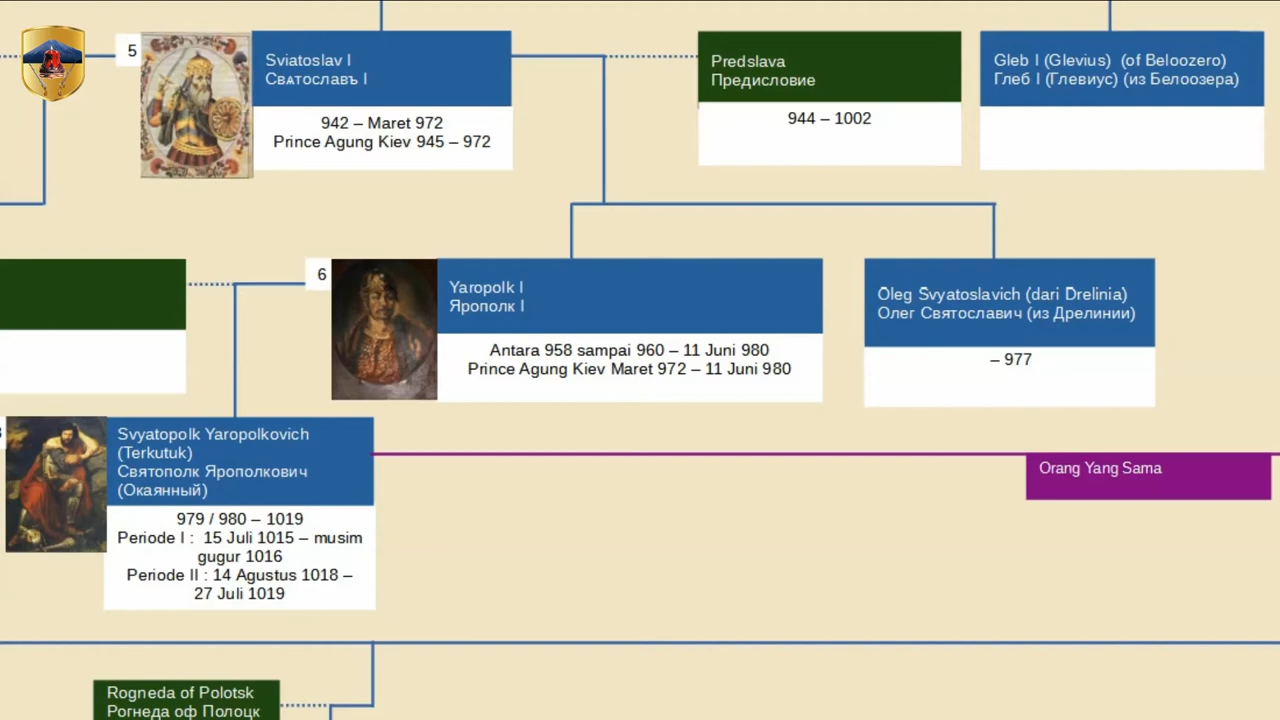 5
Sviatoslav I
Свѧтославъ I
942 – Maret 972
Prince Agung Kiev 945 – 972
Predslava
Предисловие
944 – 1002
Gleb I (Glevius) (of Beloozero)
Глеб I (Глевиус) (из Белоозера)
6
Yaropolk I
Ярополк I
Antara 958 sampai 960 – 11 Juni 980
Prince Agung Kiev Maret 972 – 11 Juni 980
Oleg Svyatoslavich (dari Drelinia)
Олег Святославич (из Дрелинии)
– 977
Svyatopolk Yaropolkovich
(Terkutuk)
Святополк Ярополкович
(Окаянный)
979 / 980 – 1019
Periode I : 15 Juli 1015 – musim
gugur 1016
Periode II : 14 Agustus 1018 –
27 Juli 1019
Orang Yang Sama
Rogneda of Polotsk
Рогнеда оф Полоцк